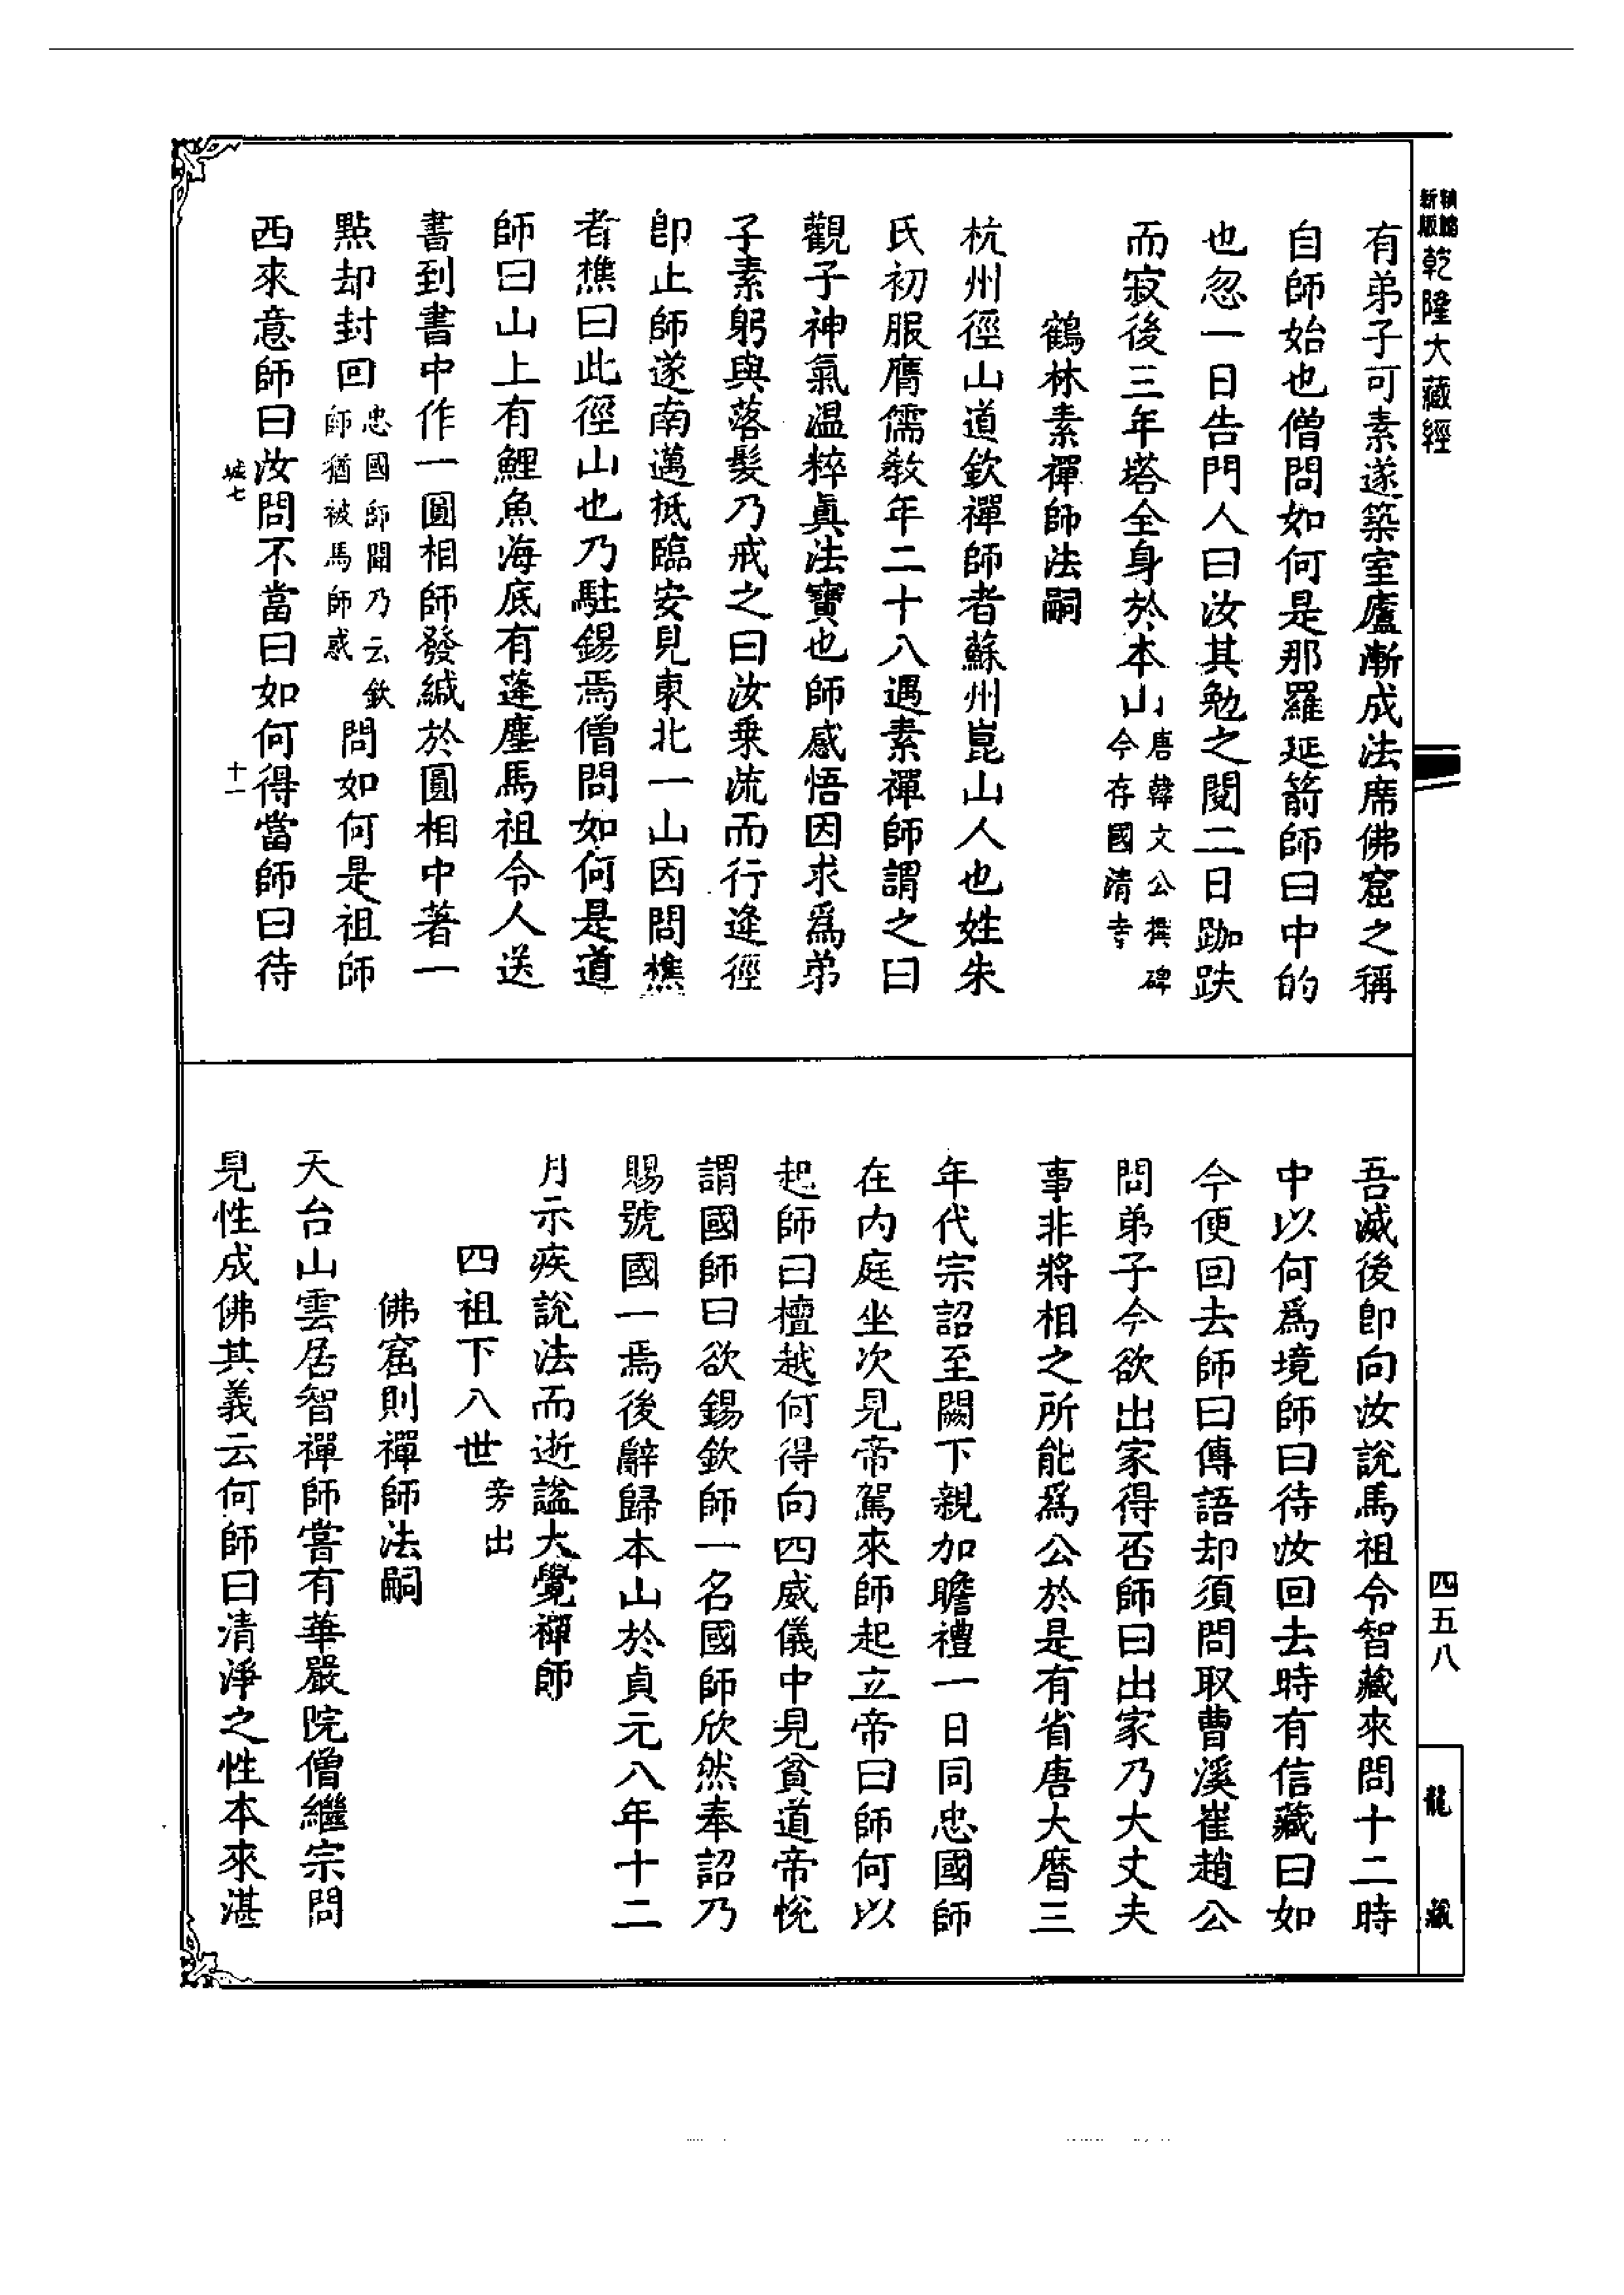 新版
乾隆大藏經
四五八
龍藏
有弟子可素遂築室廬漸成法席佛窟之稱
自師始也僧問如何是那羅延箭師曰中的
也忽一日告門人曰汝其勉之閱二日跏趺
而寂後三年塔全身於本山唐韓文公撰碑今存國清寺
鶴林素禪師法嗣
杭州徑山道欽禪師者蘇州崑山人也姓朱
氏初服膺儒教年二十八遇素禪師謂之曰
觀子神氣溫粹眞法寶也師感悟因求爲弟
子素躬與落髮乃戒之曰汝乗流而行逢徑
卽止師遂南邁抵臨安見東北一山因問樵
者樵曰此徑山也乃駐錫焉僧問如何是道
師曰山上有鯉魚海底有蓬塵馬祖令人送
書到書中作一圓相師發緘於圓相中著一
點却封回忠國師聞乃云欽師猶被馬師惑問如何是祖師
西來意師曰汝問不當曰如何得當師曰待
十一
吾滅後卽向汝說馬祖令智藏來問十二時
中以何爲境師曰待汝回去時有信藏曰如
今便回去師曰傳語却須問取曹溪崔趙公
問弟子今欲出家得否師曰出家乃大丈夫
事非將相之所能爲公於是有省唐大曆三
年代宗詔至闕下親加瞻禮一日同忠國師
在内庭坐次見帝駕來師起立帝曰師何以
起師曰檀越何得向四威儀中見貧道帝悅
謂國師曰欲錫欽師一名國師欣然奉詔乃
賜號國一焉後辭歸本山於貞元八年十二
月示疾說法而逝諡大覺禪師
四祖下八世旁出
佛窟則禪師法嗣
天台山雲居智禪師嘗有華嚴院僧繼宗問
見性成佛其義云何師曰清淨之性本來湛